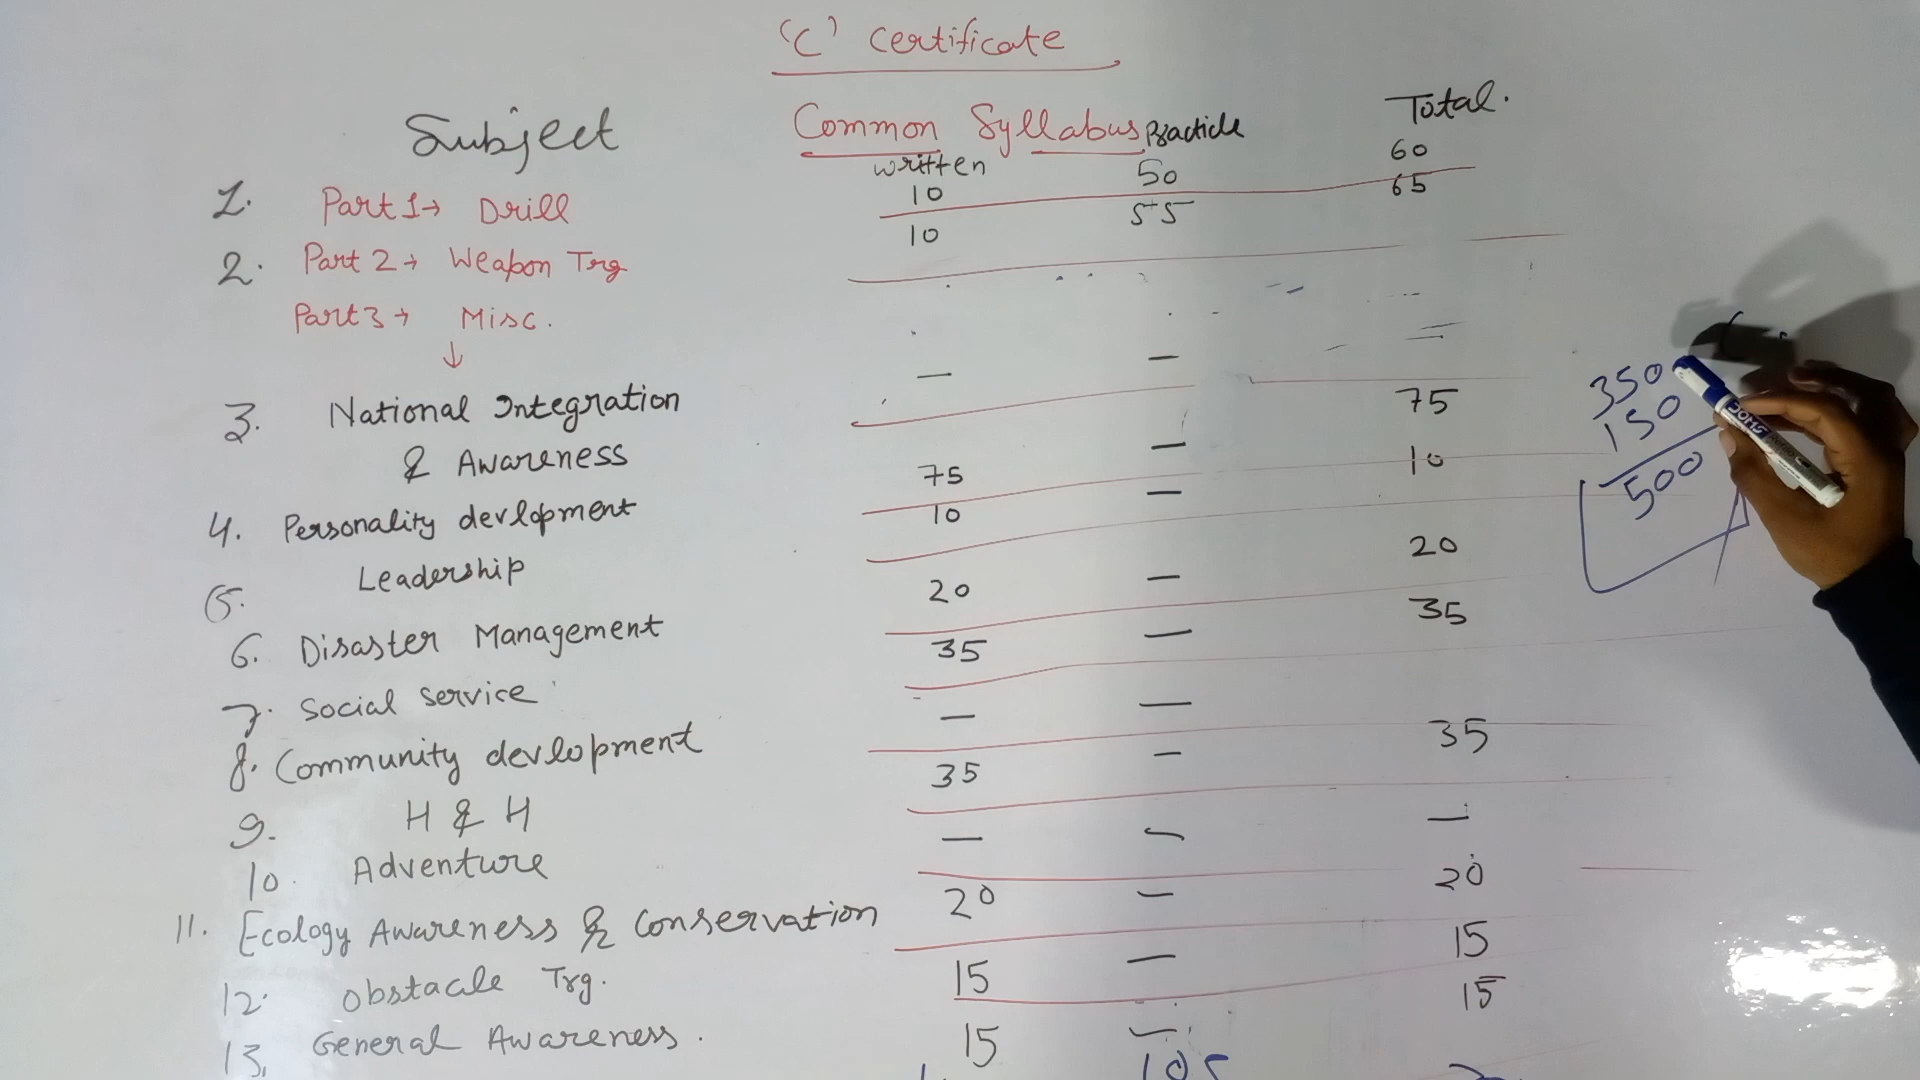 'C' Certificate
Subject Common Syllabus Practicle Total.
written 50 60
1. Part 1→ Drill 10 55 65
2. Part 2→ Weapon Trg 10
Part 3→ Misc.
↓
— —
3. National Integration 75
& Awareness 75 — 10
4. Personality devlopment 10 —
5. Leadership 20 — 20
6. Disaster Management 35 — 35
7. Social service — —
8. Community devlopment 35 — 35
9. H & H — — —
10. Adventure 20 — 20
11. Ecology Awareness & Conservation 15
12. Obstacle Trg. 15 — 15
13. General Awareness. 15 —
105
350
150
500
DOMS